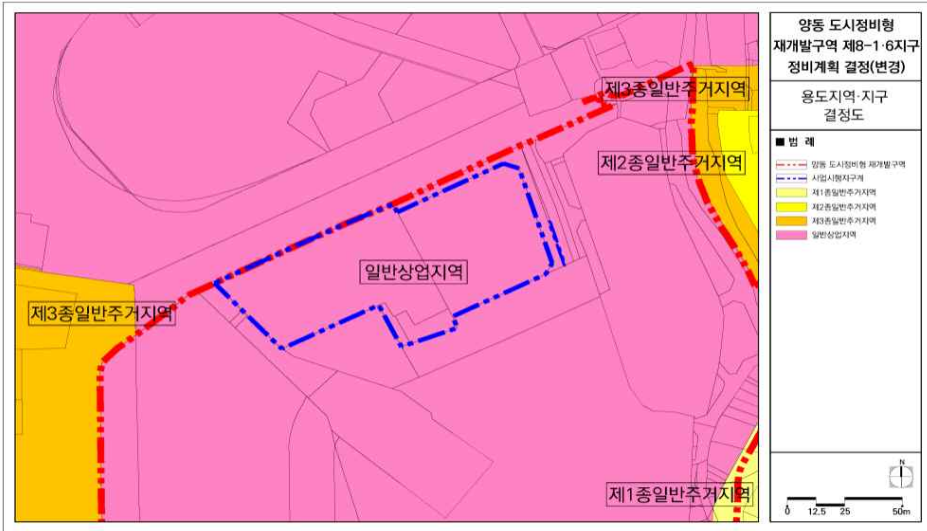 양동 도시정비형
재개발구역 제8-1·6지구
정비계획 결정(변경)
용도지역·지구
결정도
■ 범 례
양동 도시정비형 재개발구역
사업시행지구계
제1종일반주거지역
제2종일반주거지역
제3종일반주거지역
일반상업지역
제3종일반주거지역
제2종일반주거지역
일반상업지역
제3종일반주거지역
제1종일반주거지역
N
0 12.5 25 50m